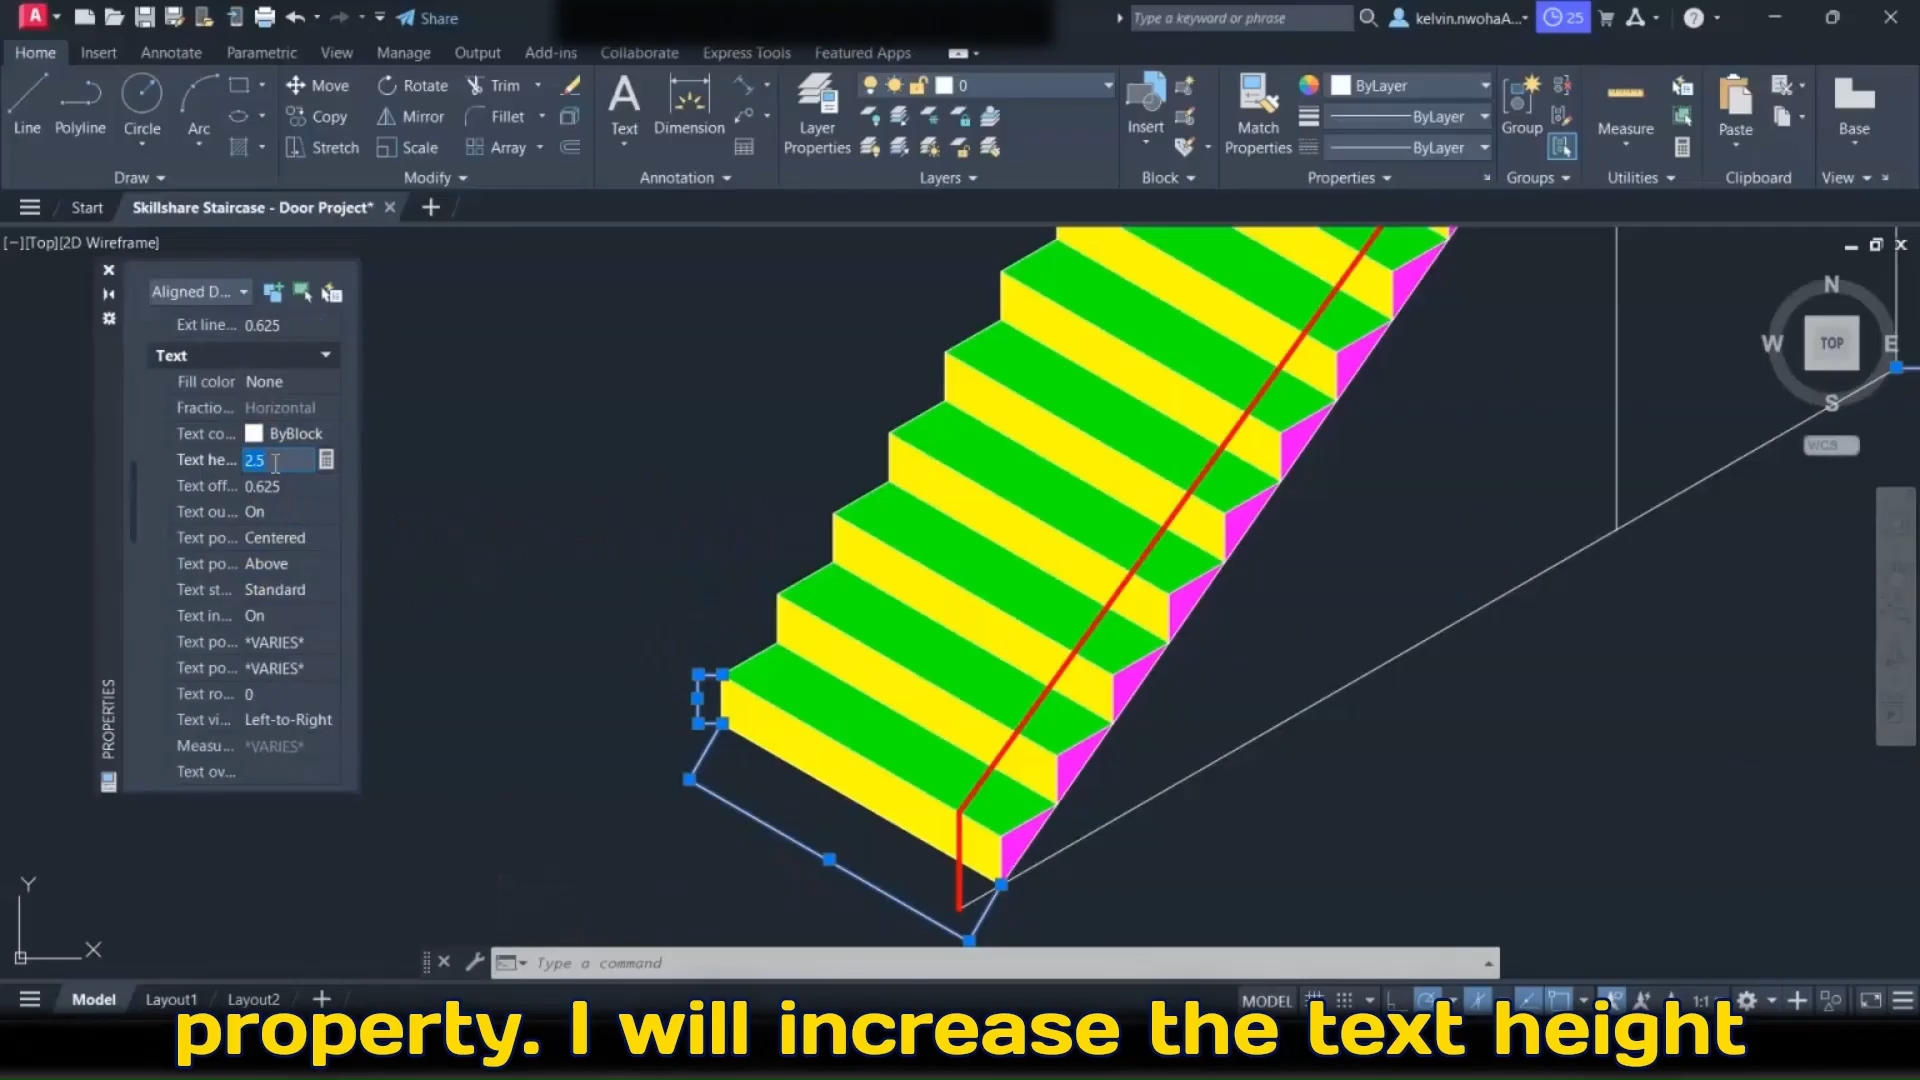 A
Share
Type a keyword or phrase
kelvin.nwohaA...
25
Home Insert Annotate Parametric View Manage Output Add-ins Collaborate Express Tools Featured Apps
Line
Polyline
Circle
Arc
Move Rotate Trim
Copy Mirror Fillet
Stretch Scale Array
Text
Dimension
Layer
Properties
0
Insert
Match
Properties
ByLayer
ByLayer
ByLayer
Group
Measure
Paste
Base
Draw Modify Annotation Layers Block Properties Groups Utilities Clipboard View
Start Skillshare Staircase - Door Project*
[−][Top][2D Wireframe]
Aligned D...
Ext line... 0.625
Text
Fill color None
Fractio... Horizontal
Text co... ByBlock
Text he... 2.5
Text off... 0.625
Text ou... On
Text po... Centered
Text po... Above
Text st... Standard
Text in... On
Text po... *VARIES*
Text po... *VARIES*
Text ro... 0
Text vi... Left-to-Right
Measu... *VARIES*
Text ov...
PROPERTIES
N
W TOP E
S
WCS
Y
X
Type a command
Model Layout1 Layout2
MODEL 1:1
property. I will increase the text height